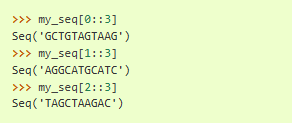 >>> my_seq[0::3]
Seq('GCTGTAGTAAG')
>>> my_seq[1::3]
Seq('AGGCATGCATC')
>>> my_seq[2::3]
Seq('TAGCTAAGAC')